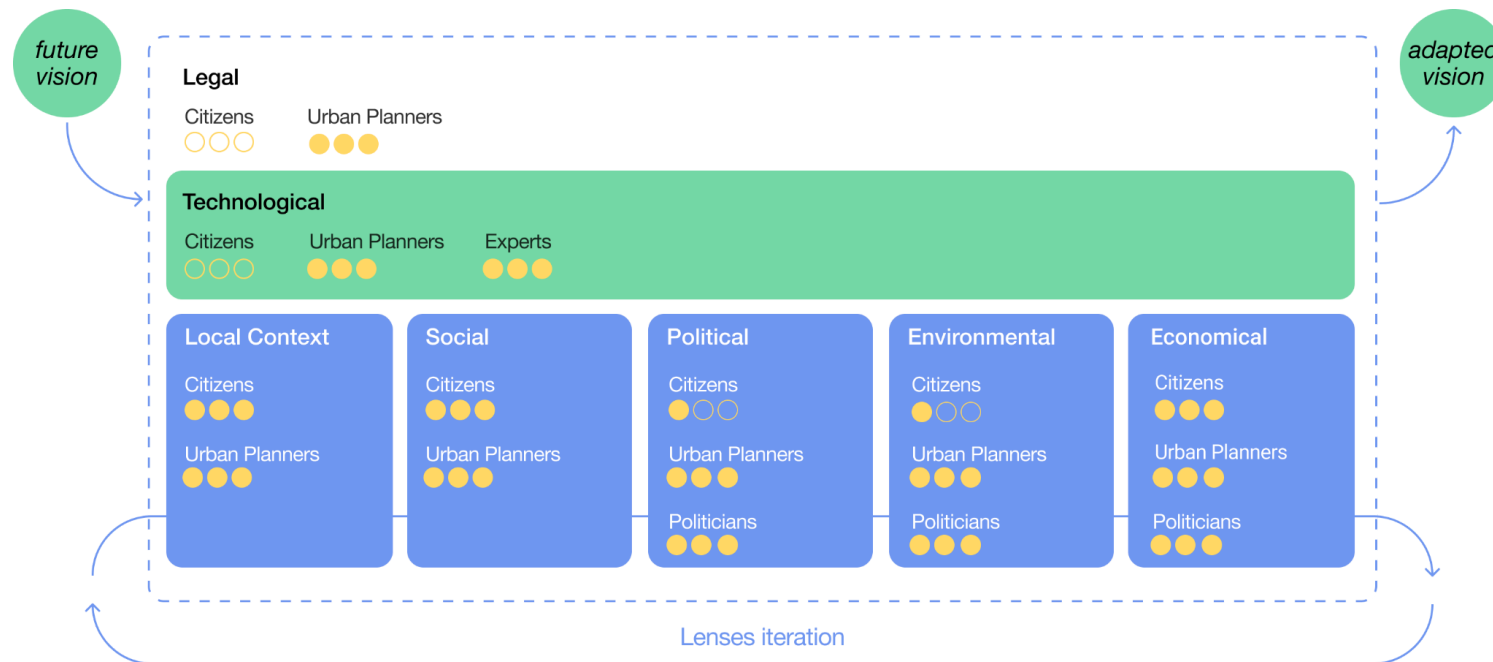 future
vision
adapted
vision
Legal
Citizens
Urban Planners
Technological
Citizens
Urban Planners
Experts
Local Context
Citizens
Urban Planners
Social
Citizens
Urban Planners
Political
Citizens
Urban Planners
Politicians
Environmental
Citizens
Urban Planners
Politicians
Economical
Citizens
Urban Planners
Politicians
Lenses iteration